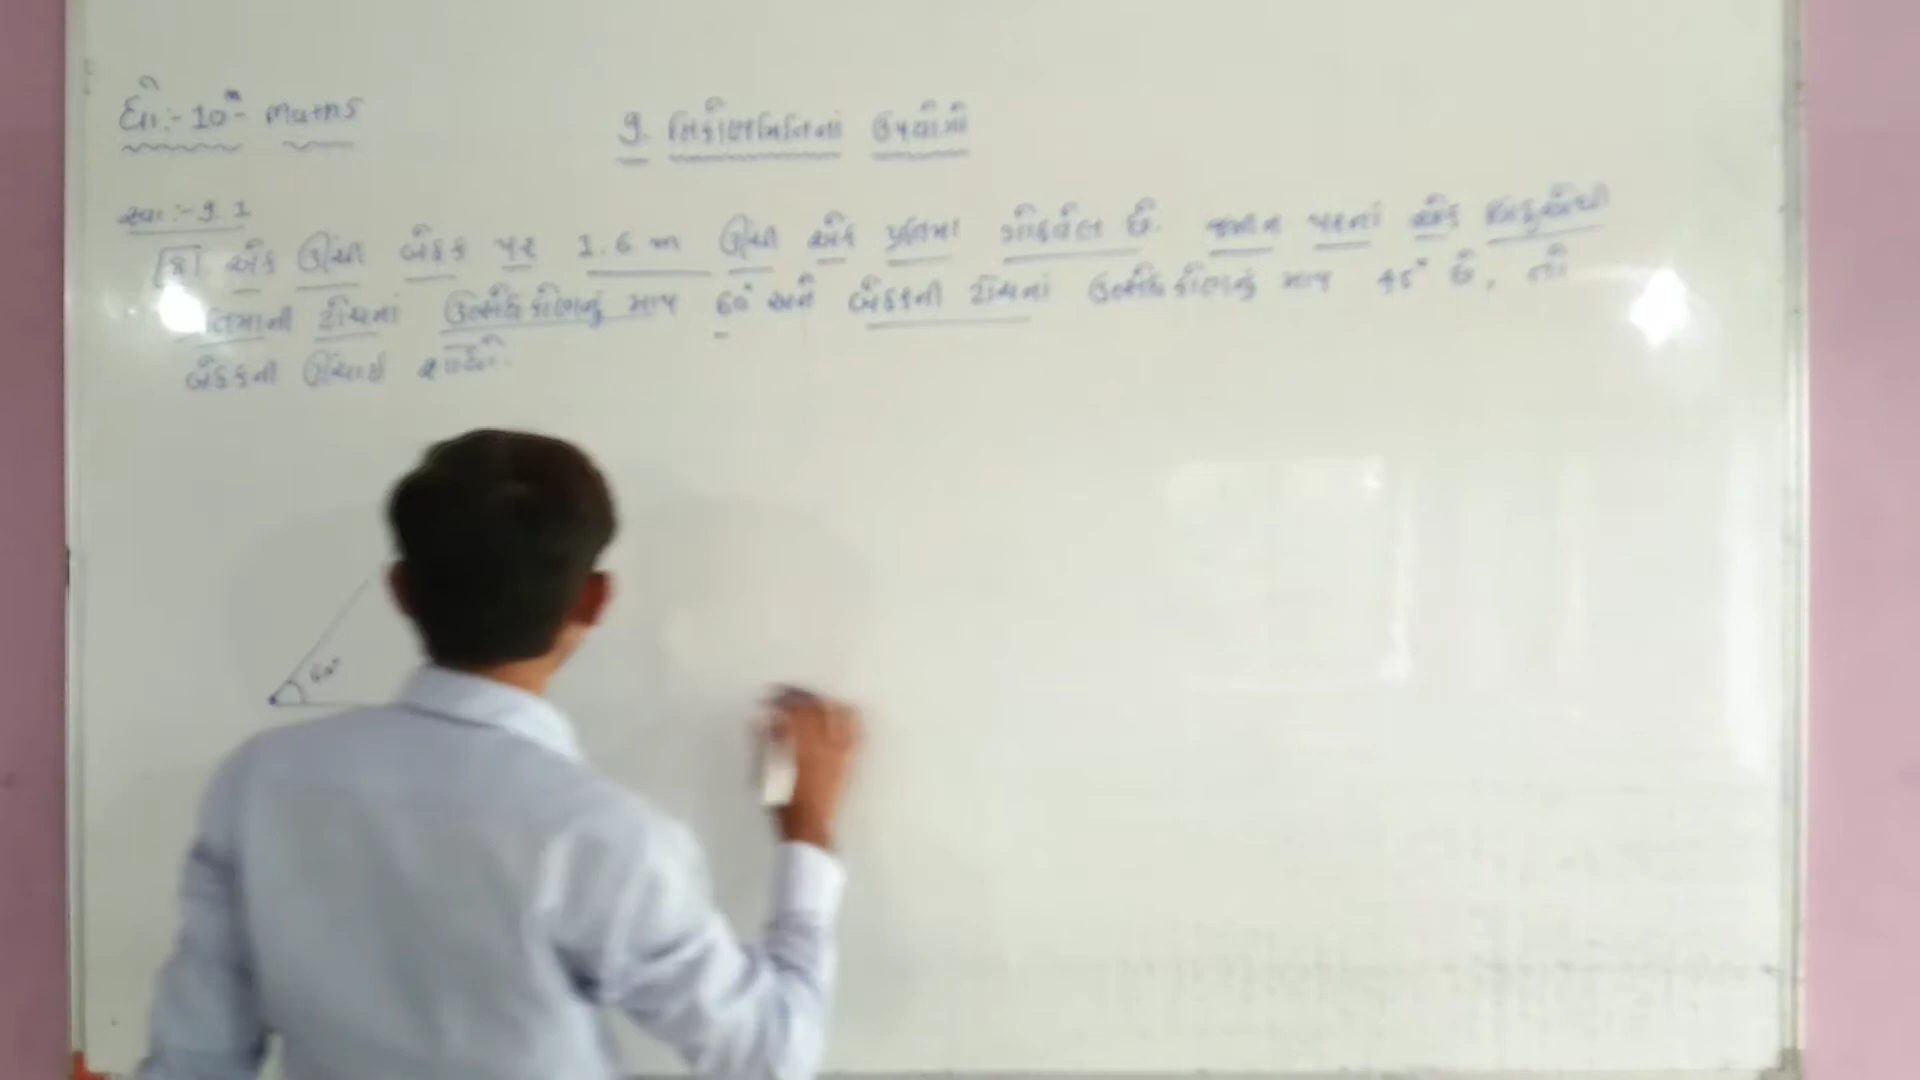 ધો:- 10th Maths
9. ત્રિકોણમિતિનાં ઉપયોગો
સ્વા:- 9.1
8 એક ઊંચી બેઠક પર 1.6 m ઊંચી એક પ્રતિમા ગોઠવેલ છે. જમીન પરનાં એક બિંદુએથી
પ્રતિમાની ટોચનાં ઉત્સેધકોણનું માપ 60° અને બેઠકની ટોચનાં ઉત્સેધકોણનું માપ 45° છે, તો
બેઠકની ઊંચાઇ શોધો.
60°